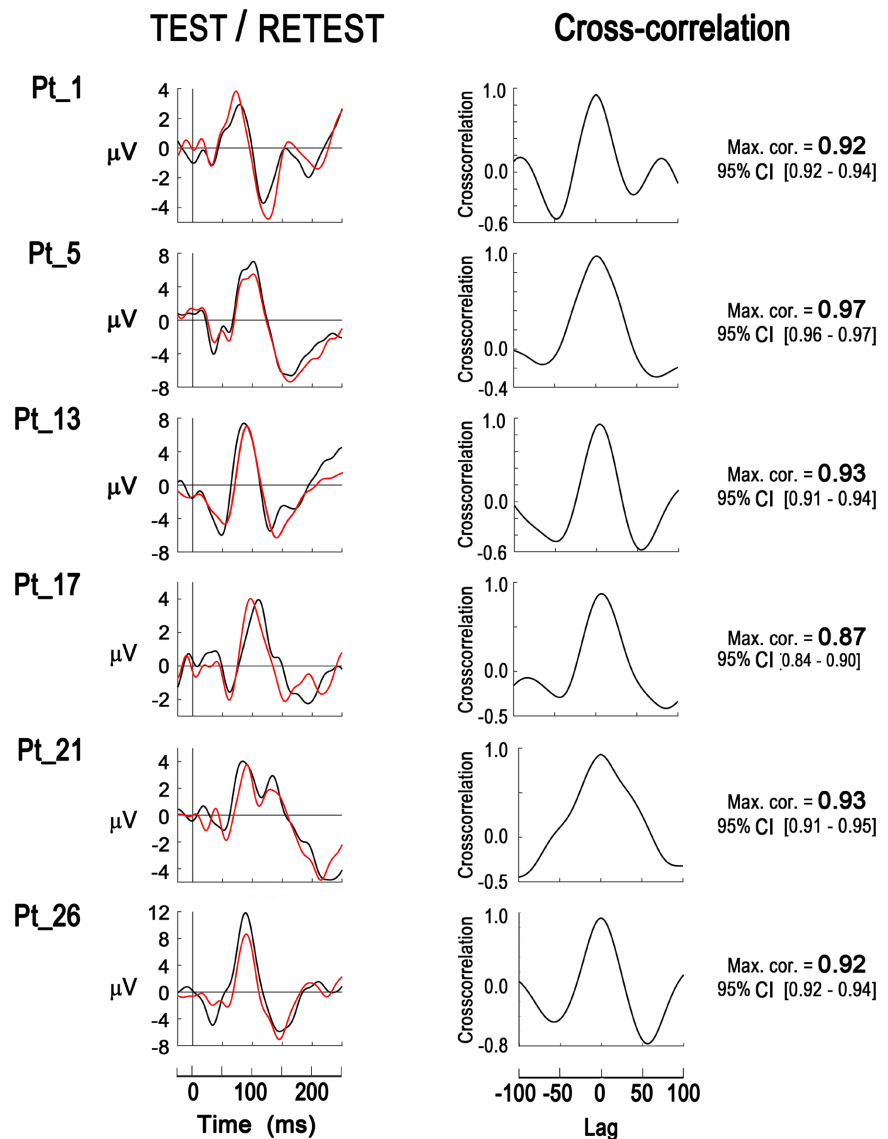 TEST / RETEST
Cross-correlation
Pt_1
μV
4
2
0
-2
-4
Crosscorrelation
1.0
0.0
-0.6
Max. cor. = 0.92
95% CI [0.92 - 0.94]
Pt_5
μV
8
4
0
-4
-8
Crosscorrelation
1.0
0.0
-0.4
Max. cor. = 0.97
95% CI [0.96 - 0.97]
Pt_13
μV
8
4
0
-4
-8
Crosscorrelation
1.0
0.0
-0.6
Max. cor. = 0.93
95% CI [0.91 - 0.94]
Pt_17
μV
4
2
0
-2
Crosscorrelation
1.0
0.0
-0.5
Max. cor. = 0.87
95% CI [0.84 - 0.90]
Pt_21
μV
4
2
0
-2
-4
Crosscorrelation
1.0
0.0
-0.5
Max. cor. = 0.93
95% CI [0.91 - 0.95]
Pt_26
μV
12
8
4
0
-4
-8
Crosscorrelation
1.0
0.0
-0.8
Max. cor. = 0.92
95% CI [0.92 - 0.94]
0 100 200
Time (ms)
-100 -50 0 50 100
Lag